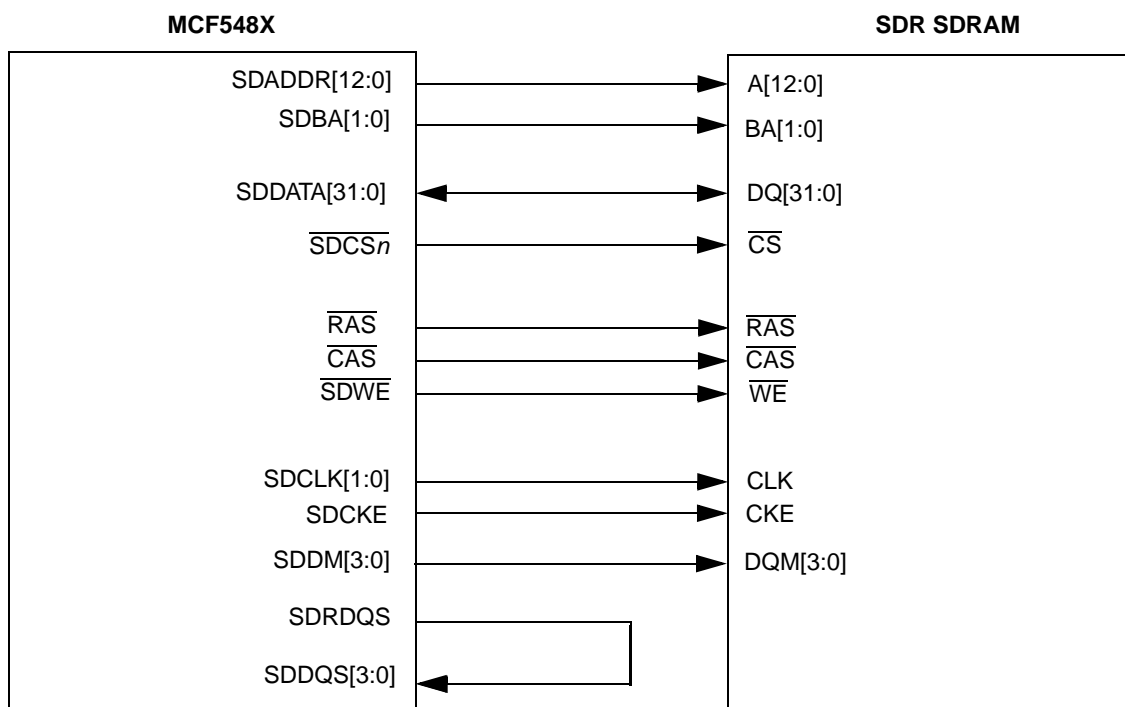 MCF548X SDR SDRAM
SDADDR[12:0] A[12:0]
SDBA[1:0] BA[1:0]
SDDATA[31:0] DQ[31:0]
SDCSn CS
RAS RAS
CAS CAS
SDWE WE
SDCLK[1:0] CLK
SDCKE CKE
SDDM[3:0] DQM[3:0]
SDRDQS
SDDQS[3:0]